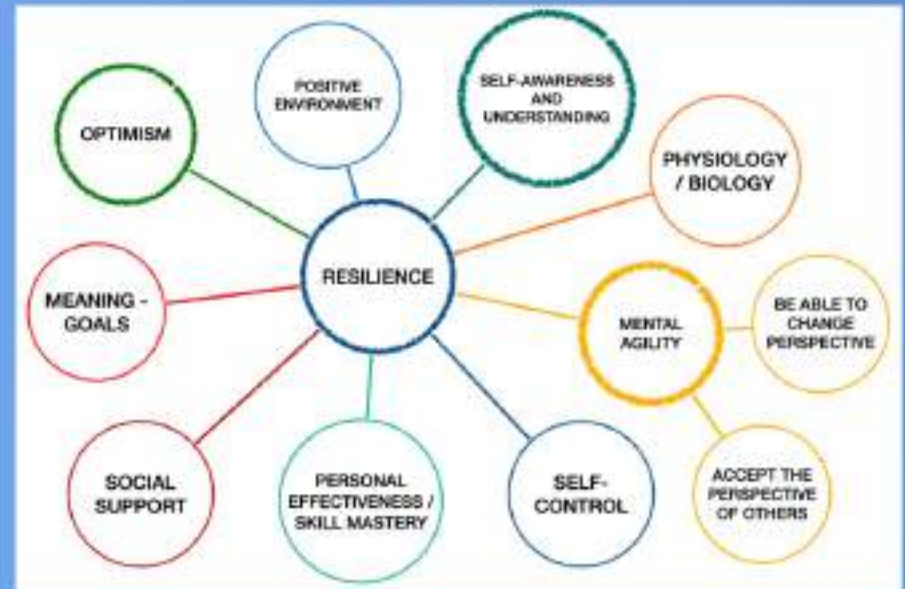 OPTIMISM
POSITIVE
ENVIRONMENT
SELF-AWARENESS
AND
UNDERSTANDING
PHYSIOLOGY
/ BIOLOGY
RESILIENCE
MEANING -
GOALS
MENTAL
AGILITY
BE ABLE TO
CHANGE
PERSPECTIVE
SOCIAL
SUPPORT
PERSONAL
EFFECTIVENESS /
SKILL MASTERY
SELF-
CONTROL
ACCEPT THE
PERSPECTIVE
OF OTHERS